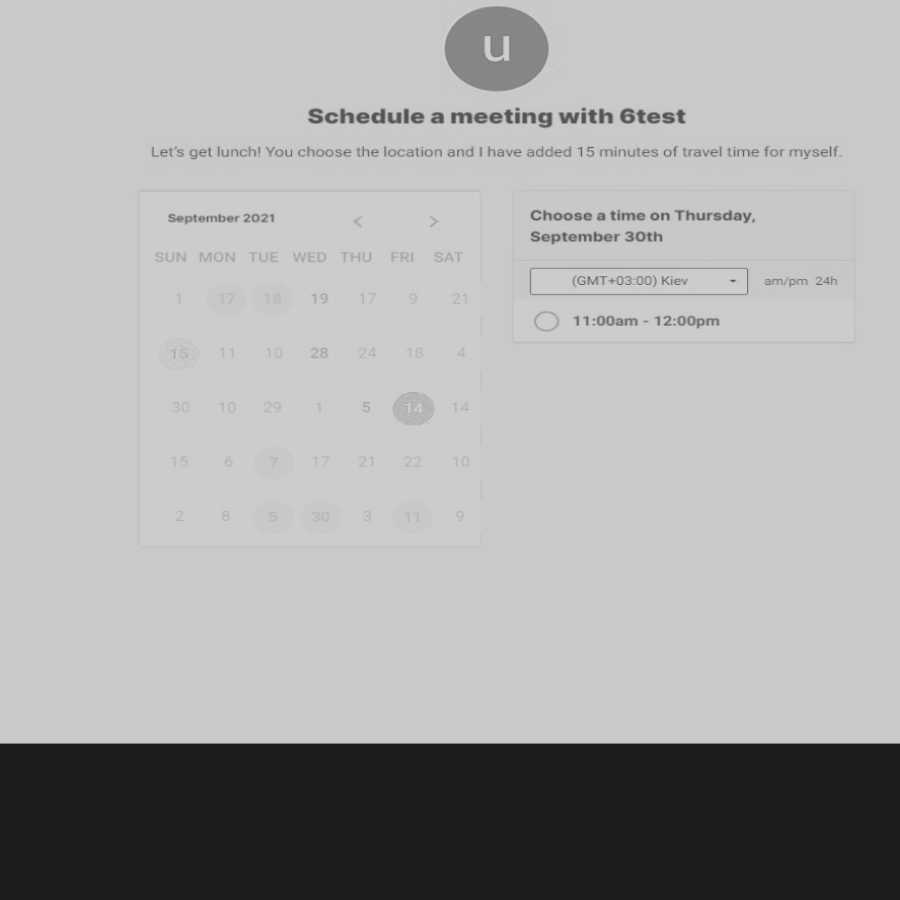 u
Schedule a meeting with 6test
Let's get lunch! You choose the location and I have added 15 minutes of travel time for myself.
September 2021 < >
SUN MON TUE WED THU FRI SAT
1 17 18 19 17 9 21
15 11 10 28 24 18 4
30 10 29 1 5 14 14
15 6 7 17 21 22 10
2 8 5 30 3 11 9
Choose a time on Thursday,
September 30th
(GMT+03:00) Kiev am/pm 24h
11:00am - 12:00pm